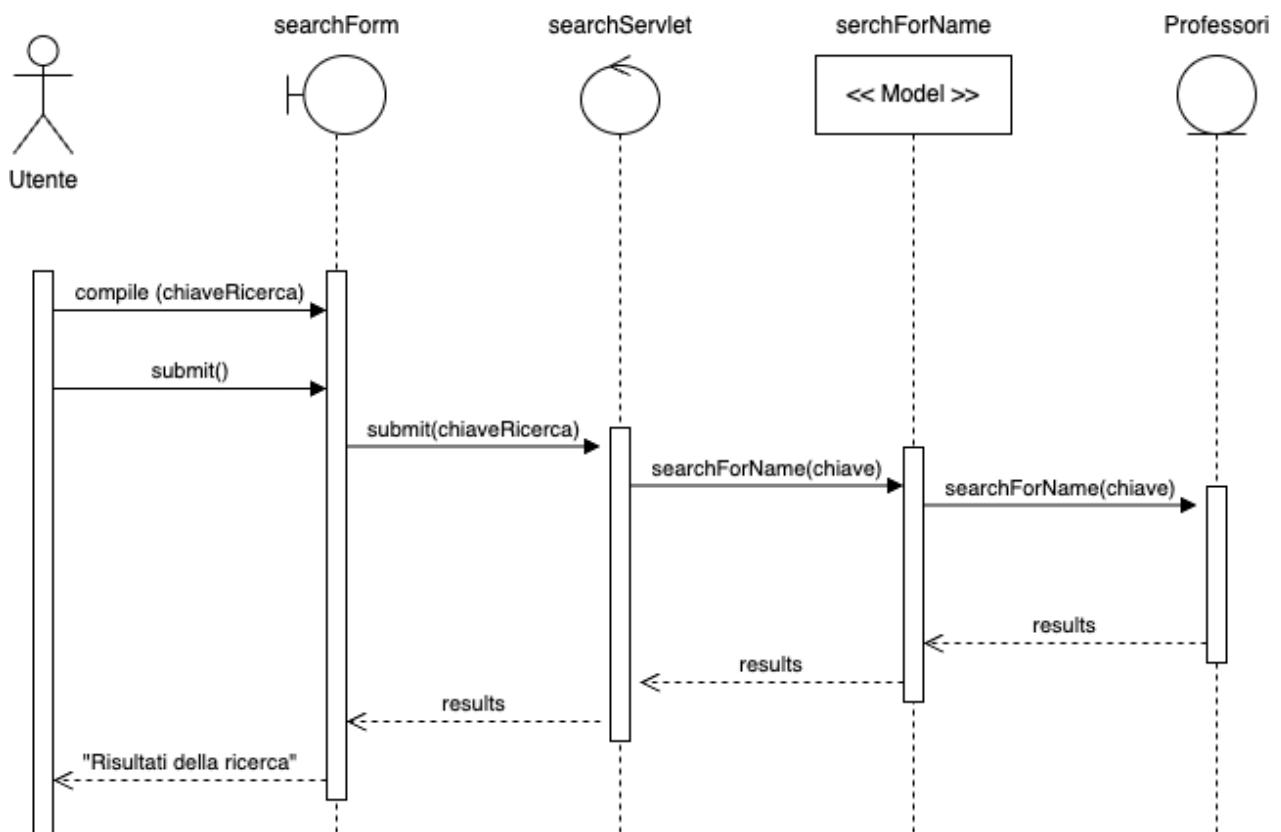 searchForm
searchServlet
serchForName
Professori
<< Model >>
Utente
compile (chiaveRicerca)
submit()
submit(chiaveRicerca)
searchForName(chiave)
searchForName(chiave)
results
results
results
"Risultati della ricerca"